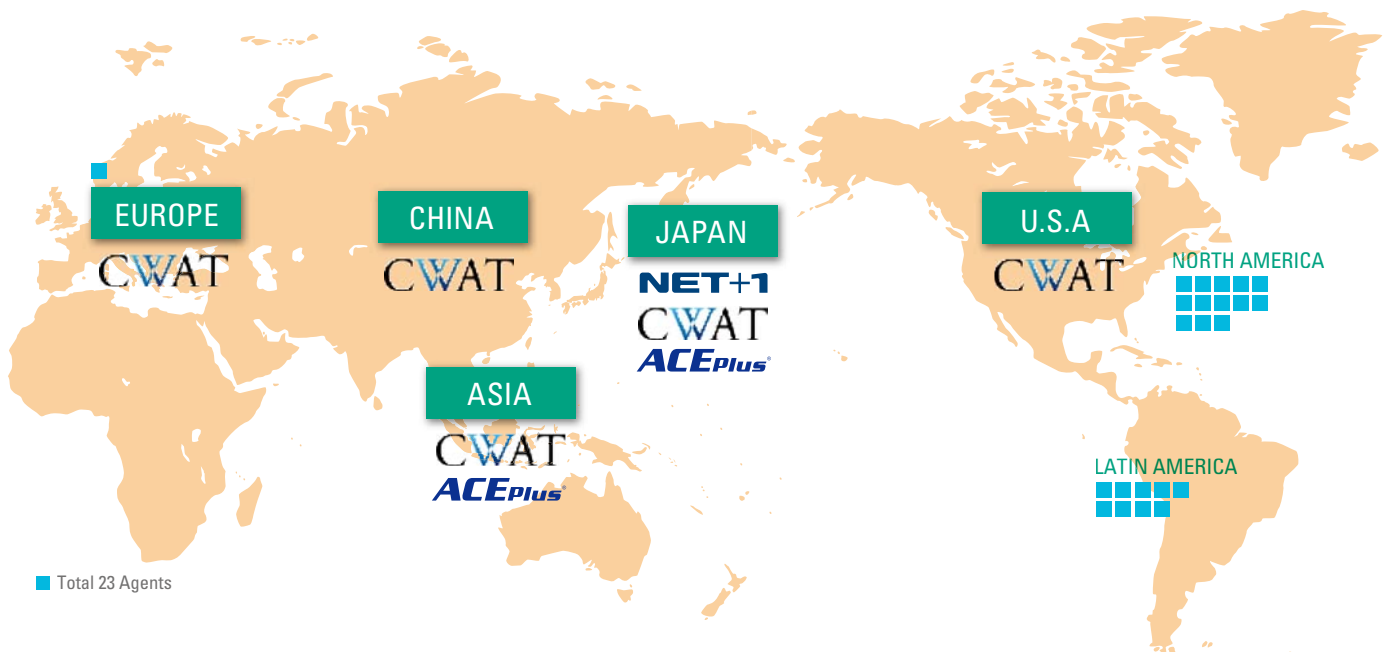 EUROPE
CWAT
CHINA
CWAT
JAPAN
NET+1
CWAT
ACEPlus®
U.S.A
CWAT
NORTH AMERICA
ASIA
CWAT
ACEPlus®
LATIN AMERICA
Total 23 Agents